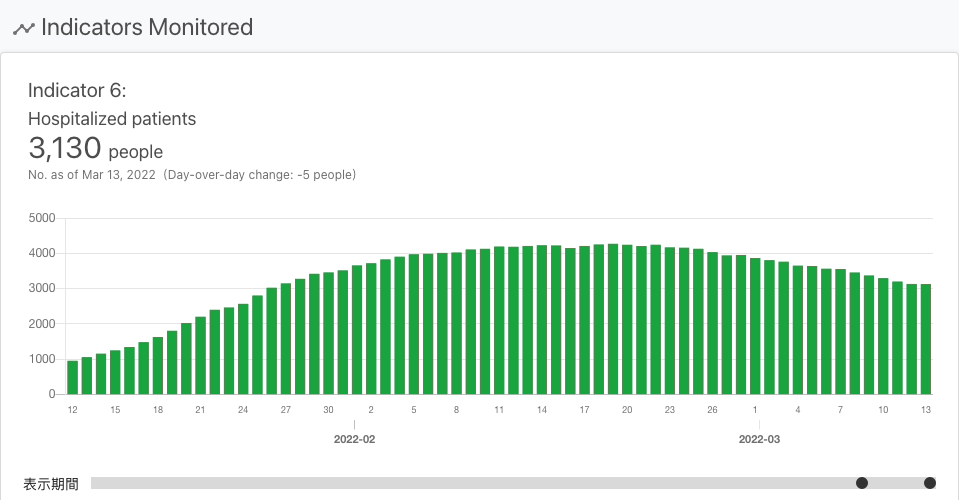 Indicators Monitored
Indicator 6:
Hospitalized patients
3,130 people
No. as of Mar 13, 2022 (Day-over-day change: -5 people)
5000
4000
3000
2000
1000
0
12 15 18 21 24 27 30 2 5 8 11 14 17 20 23 26 1 4 7 10 13
2022-02 2022-03
表示期間